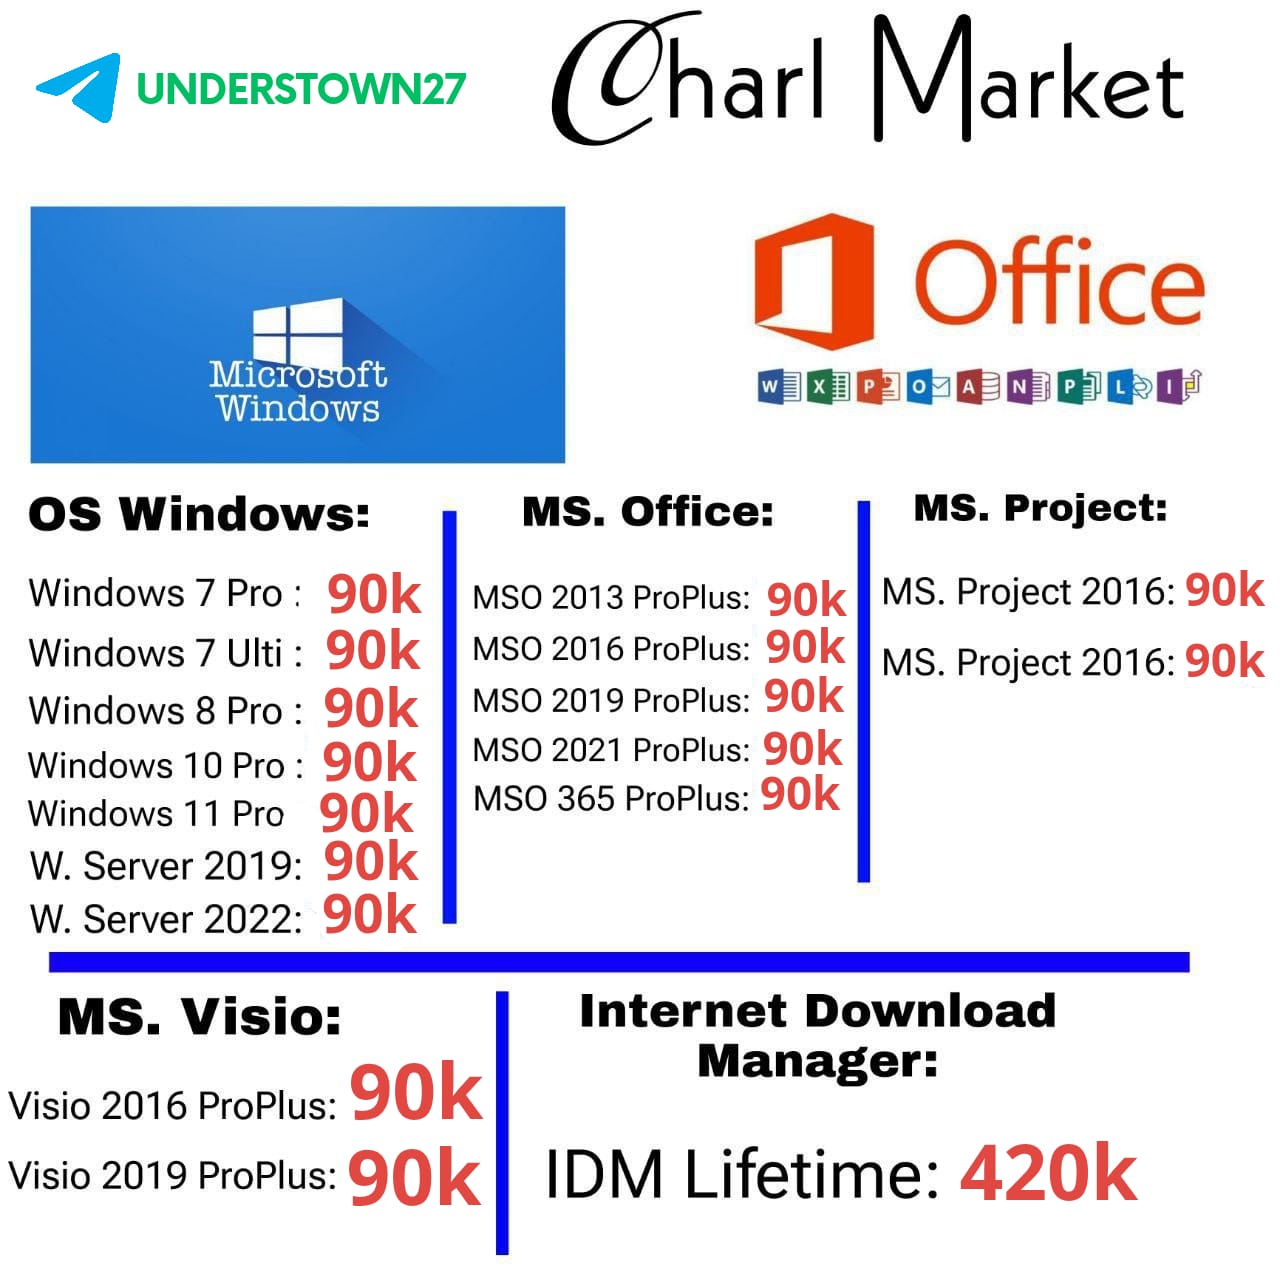 UNDERSTOWN27
Charl Market
Microsoft
Windows
Office
W X P O A N P L I
OS Windows:
Windows 7 Pro : 90k
Windows 7 Ulti : 90k
Windows 8 Pro : 90k
Windows 10 Pro : 90k
Windows 11 Pro 90k
W. Server 2019: 90k
W. Server 2022: 90k
MS. Office:
MSO 2013 ProPlus: 90k
MSO 2016 ProPlus: 90k
MSO 2019 ProPlus: 90k
MSO 2021 ProPlus: 90k
MSO 365 ProPlus: 90k
MS. Project:
MS. Project 2016: 90k
MS. Project 2016: 90k
MS. Visio:
Visio 2016 ProPlus: 90k
Visio 2019 ProPlus: 90k
Internet Download
Manager:
IDM Lifetime: 420k